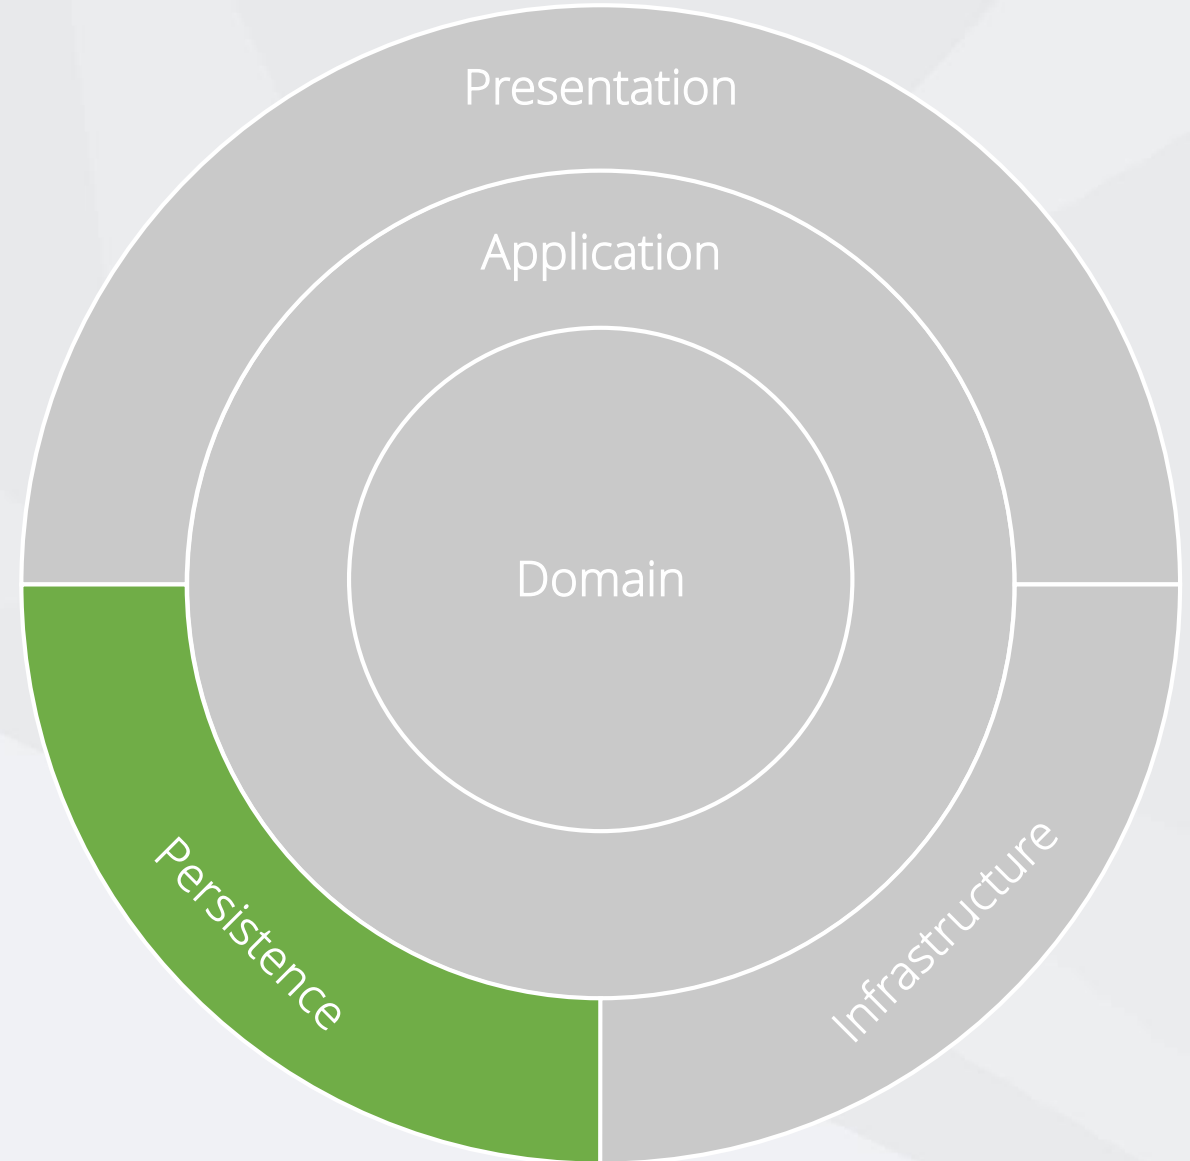 Presentation
Application
Domain
Persistence
Infrastructure